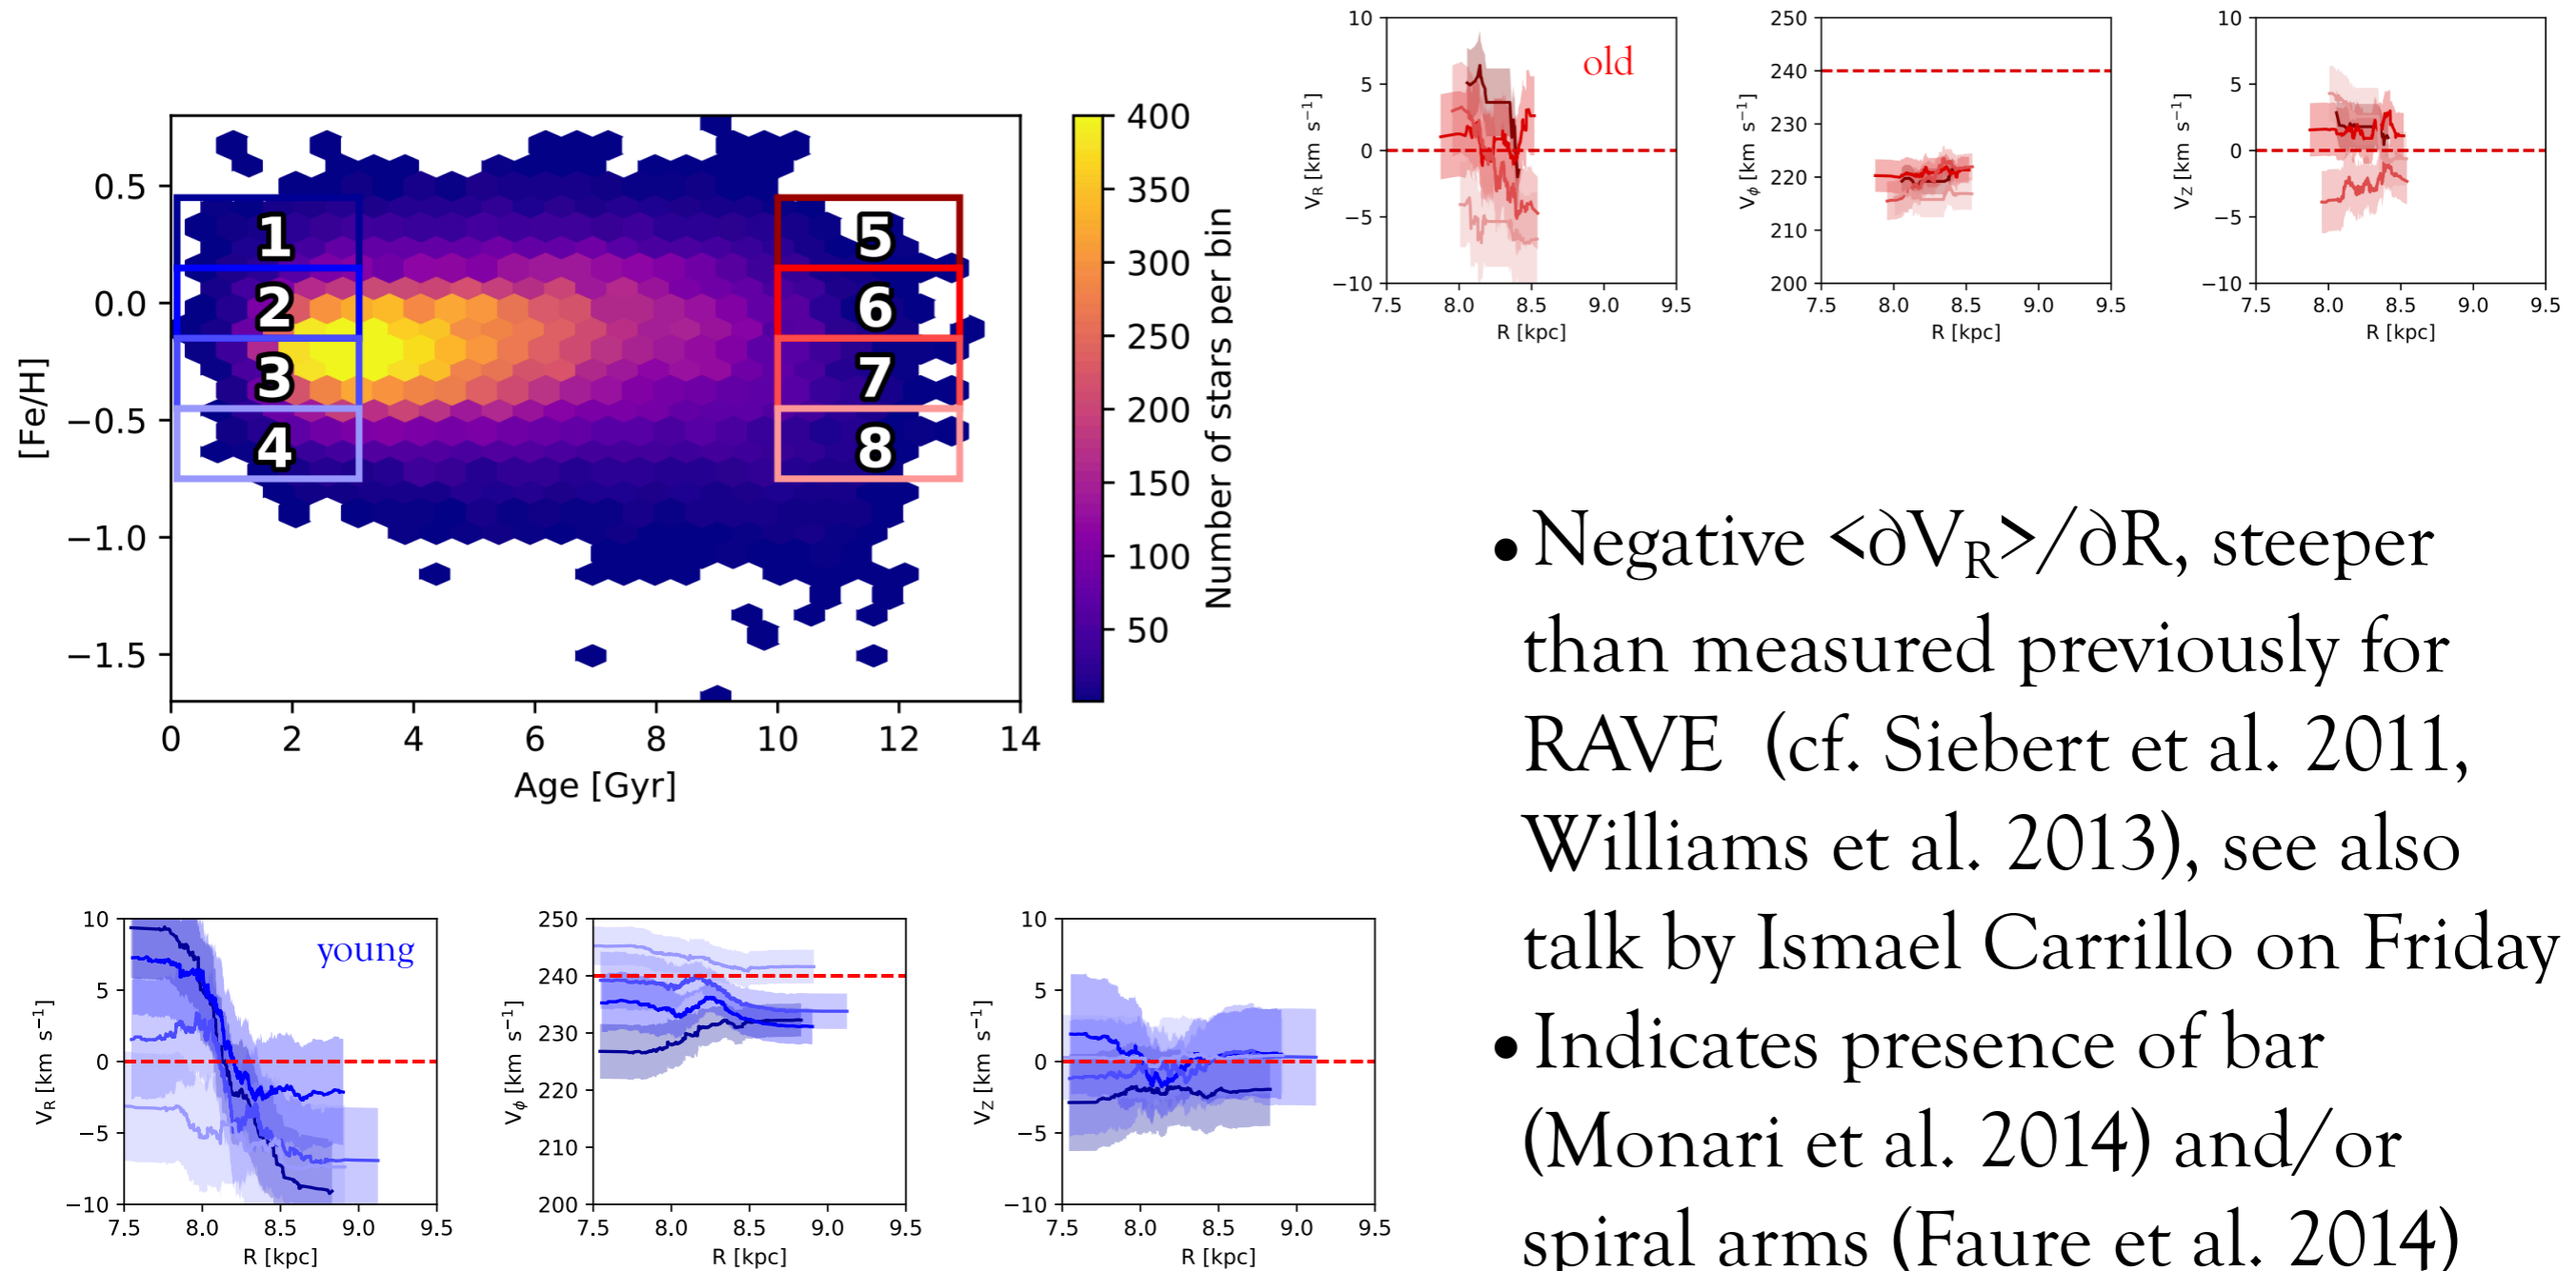 0.5
0.0
−0.5
−1.0
−1.5
[Fe/H]
0 2 4 6 8 10 12 14
Age [Gyr]
1
2
3
4
5
6
7
8
400
350
300
250
200
150
100
50
Number of stars per bin
old
10
5
0
−5
−10
V_R [km s⁻¹]
7.5 8.0 8.5 9.0 9.5
R [kpc]
250
240
230
220
210
200
V_ϕ [km s⁻¹]
7.5 8.0 8.5 9.0 9.5
R [kpc]
10
5
0
−5
−10
V_Z [km s⁻¹]
7.5 8.0 8.5 9.0 9.5
R [kpc]
• Negative <∂V_R>/∂R, steeper
than measured previously for
RAVE (cf. Siebert et al. 2011,
Williams et al. 2013), see also
talk by Ismael Carrillo on Friday
• Indicates presence of bar
(Monari et al. 2014) and/or
spiral arms (Faure et al. 2014)
young
10
5
0
−5
−10
V_R [km s⁻¹]
7.5 8.0 8.5 9.0 9.5
R [kpc]
250
240
230
220
210
200
V_ϕ [km s⁻¹]
7.5 8.0 8.5 9.0 9.5
R [kpc]
10
5
0
−5
−10
V_Z [km s⁻¹]
7.5 8.0 8.5 9.0 9.5
R [kpc]